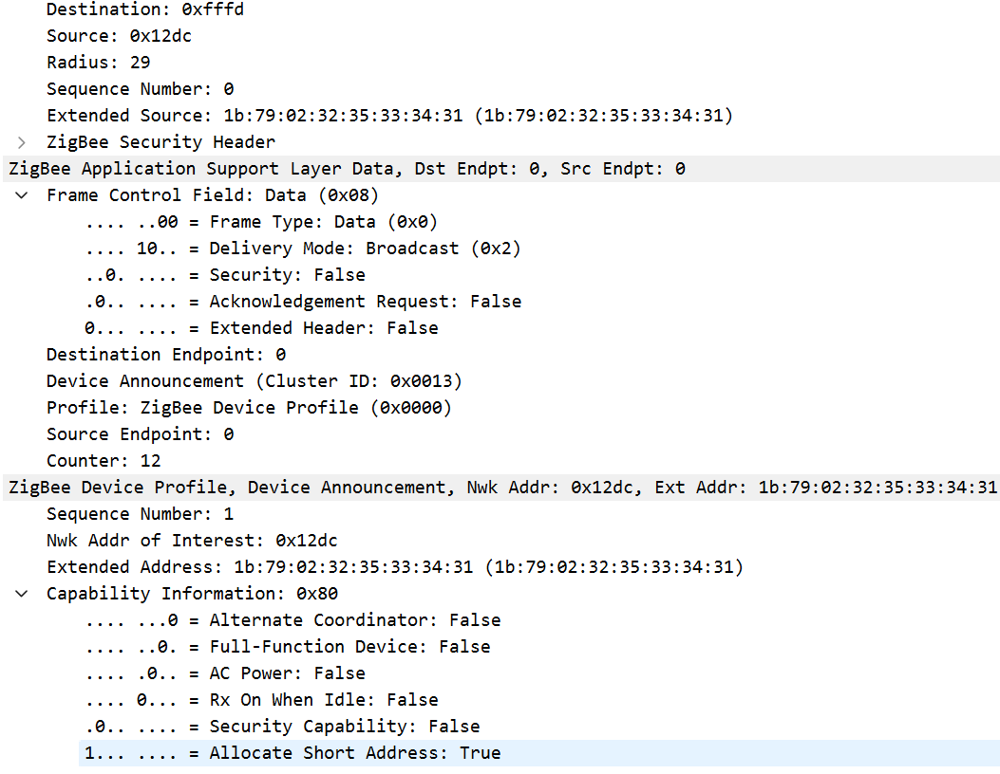 Destination: 0xfffd
Source: 0x12dc
Radius: 29
Sequence Number: 0
Extended Source: 1b:79:02:32:35:33:34:31 (1b:79:02:32:35:33:34:31)
ZigBee Security Header
ZigBee Application Support Layer Data, Dst Endpt: 0, Src Endpt: 0
Frame Control Field: Data (0x08)
.... ..00 = Frame Type: Data (0x0)
.... 10.. = Delivery Mode: Broadcast (0x2)
..0. .... = Security: False
.0.. .... = Acknowledgement Request: False
0... .... = Extended Header: False
Destination Endpoint: 0
Device Announcement (Cluster ID: 0x0013)
Profile: ZigBee Device Profile (0x0000)
Source Endpoint: 0
Counter: 12
ZigBee Device Profile, Device Announcement, Nwk Addr: 0x12dc, Ext Addr: 1b:79:02:32:35:33:34:31
Sequence Number: 1
Nwk Addr of Interest: 0x12dc
Extended Address: 1b:79:02:32:35:33:34:31 (1b:79:02:32:35:33:34:31)
Capability Information: 0x80
.... ...0 = Alternate Coordinator: False
.... ..0. = Full-Function Device: False
.... .0.. = AC Power: False
.... 0... = Rx On When Idle: False
.0.. .... = Security Capability: False
1... .... = Allocate Short Address: True